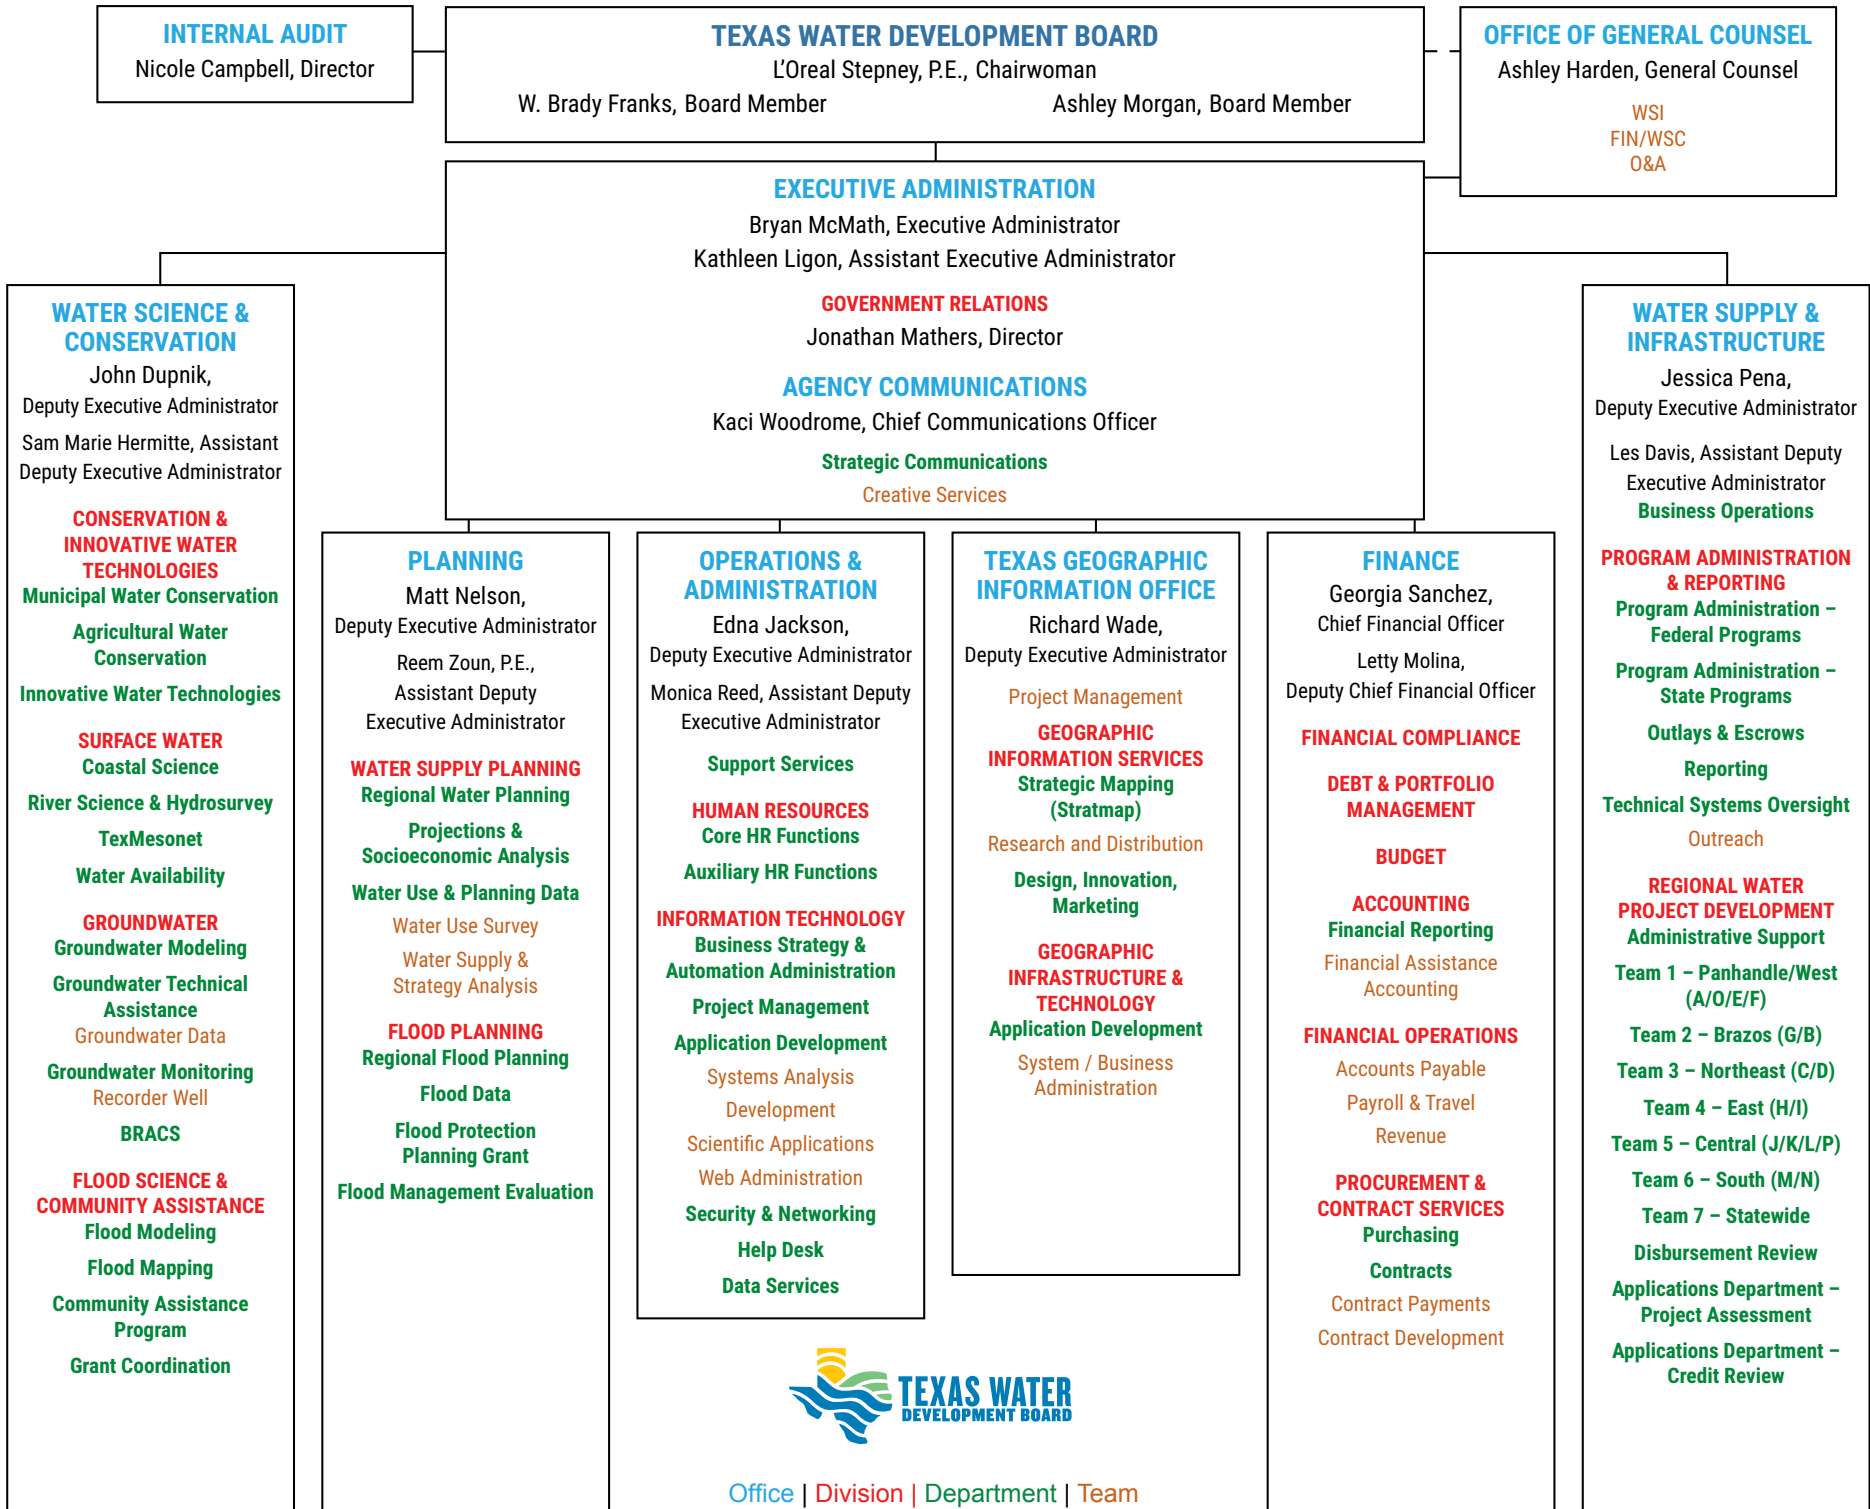 INTERNAL AUDIT
Nicole Campbell, Director
TEXAS WATER DEVELOPMENT BOARD
L'Oreal Stepney, P.E., Chairwoman
W. Brady Franks, Board Member
Ashley Morgan, Board Member
OFFICE OF GENERAL COUNSEL
Ashley Harden, General Counsel
WSI
FIN/WSC
O&A
EXECUTIVE ADMINISTRATION
Bryan McMath, Executive Administrator
Kathleen Ligon, Assistant Executive Administrator
GOVERNMENT RELATIONS
Jonathan Mathers, Director
AGENCY COMMUNICATIONS
Kaci Woodrome, Chief Communications Officer
Strategic Communications
Creative Services
WATER SCIENCE &
CONSERVATION
John Dupnik,
Deputy Executive Administrator
Sam Marie Hermitte, Assistant
Deputy Executive Administrator
CONSERVATION &
INNOVATIVE WATER
TECHNOLOGIES
Municipal Water Conservation
Agricultural Water
Conservation
Innovative Water Technologies
SURFACE WATER
Coastal Science
River Science & Hydrosurvey
TexMesonet
Water Availability
GROUNDWATER
Groundwater Modeling
Groundwater Technical
Assistance
Groundwater Data
Groundwater Monitoring
Recorder Well
BRACS
FLOOD SCIENCE &
COMMUNITY ASSISTANCE
Flood Modeling
Flood Mapping
Community Assistance
Program
Grant Coordination
PLANNING
Matt Nelson,
Deputy Executive Administrator
Reem Zoun, P.E.,
Assistant Deputy
Executive Administrator
WATER SUPPLY PLANNING
Regional Water Planning
Projections &
Socioeconomic Analysis
Water Use & Planning Data
Water Use Survey
Water Supply &
Strategy Analysis
FLOOD PLANNING
Regional Flood Planning
Flood Data
Flood Protection
Planning Grant
Flood Management Evaluation
OPERATIONS &
ADMINISTRATION
Edna Jackson,
Deputy Executive Administrator
Monica Reed, Assistant Deputy
Executive Administrator
Support Services
HUMAN RESOURCES
Core HR Functions
Auxiliary HR Functions
INFORMATION TECHNOLOGY
Business Strategy &
Automation Administration
Project Management
Application Development
Systems Analysis
Development
Scientific Applications
Web Administration
Security & Networking
Help Desk
Data Services
TEXAS GEOGRAPHIC
INFORMATION OFFICE
Richard Wade,
Deputy Executive Administrator
Project Management
GEOGRAPHIC
INFORMATION SERVICES
Strategic Mapping
(Stratmap)
Research and Distribution
Design, Innovation,
Marketing
GEOGRAPHIC
INFRASTRUCTURE &
TECHNOLOGY
Application Development
System / Business
Administration
FINANCE
Georgia Sanchez,
Chief Financial Officer
Letty Molina,
Deputy Chief Financial Officer
FINANCIAL COMPLIANCE
DEBT & PORTFOLIO
MANAGEMENT
BUDGET
ACCOUNTING
Financial Reporting
Financial Assistance
Accounting
FINANCIAL OPERATIONS
Accounts Payable
Payroll & Travel
Revenue
PROCUREMENT &
CONTRACT SERVICES
Purchasing
Contracts
Contract Payments
Contract Development
WATER SUPPLY &
INFRASTRUCTURE
Jessica Pena,
Deputy Executive Administrator
Les Davis, Assistant Deputy
Executive Administrator
Business Operations
PROGRAM ADMINISTRATION
& REPORTING
Program Administration –
Federal Programs
Program Administration –
State Programs
Outlays & Escrows
Reporting
Technical Systems Oversight
Outreach
REGIONAL WATER
PROJECT DEVELOPMENT
Administrative Support
Team 1 – Panhandle/West
(A/O/E/F)
Team 2 – Brazos (G/B)
Team 3 – Northeast (C/D)
Team 4 – East (H/I)
Team 5 – Central (J/K/L/P)
Team 6 – South (M/N)
Team 7 – Statewide
Disbursement Review
Applications Department –
Project Assessment
Applications Department –
Credit Review
TEXAS WATER
DEVELOPMENT BOARD
Office | Division | Department | Team